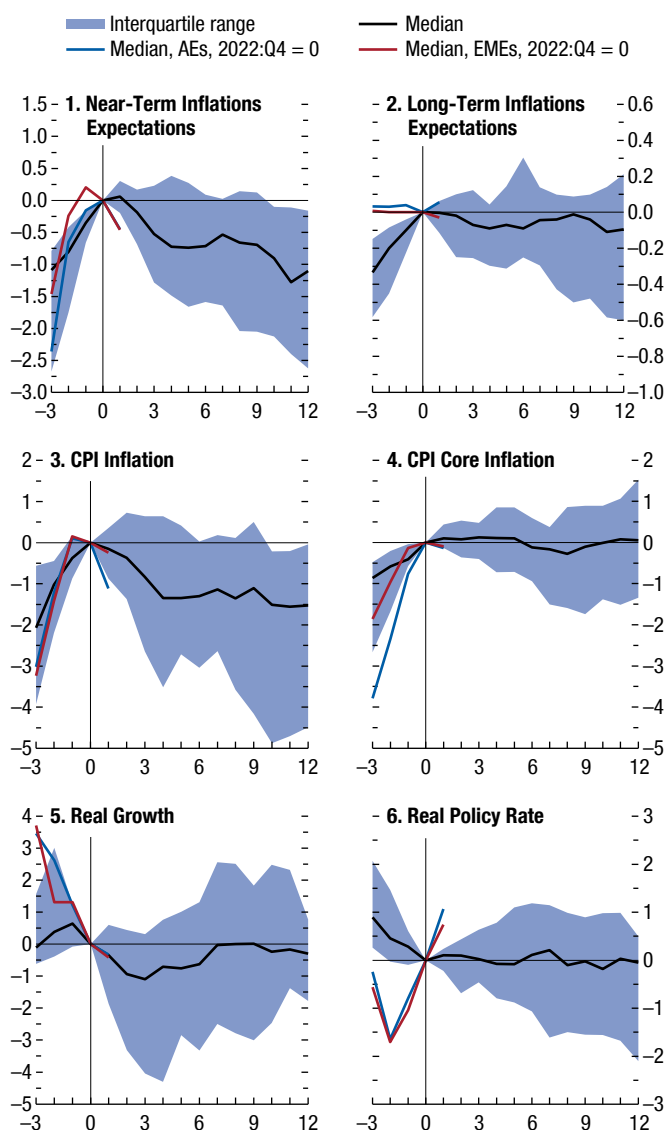 Interquartile range
Median
Median, AEs, 2022:Q4 = 0
Median, EMEs, 2022:Q4 = 0
1. Near-Term Inflations
Expectations
1.5
1.0
0.5
0.0
–0.5
–1.0
–1.5
–2.0
–2.5
–3.0
–3 0 3 6 9 12
2. Long-Term Inflations
Expectations
0.6
0.4
0.2
0.0
–0.2
–0.4
–0.6
–0.8
–1.0
–3 0 3 6 9 12
3. CPI Inflation
2
1
0
–1
–2
–3
–4
–5
–3 0 3 6 9 12
4. CPI Core Inflation
2
1
0
–1
–2
–3
–4
–5
–3 0 3 6 9 12
5. Real Growth
4
3
2
1
0
–1
–2
–3
–4
–5
–3 0 3 6 9 12
6. Real Policy Rate
3
2
1
0
–1
–2
–3
–3 0 3 6 9 12